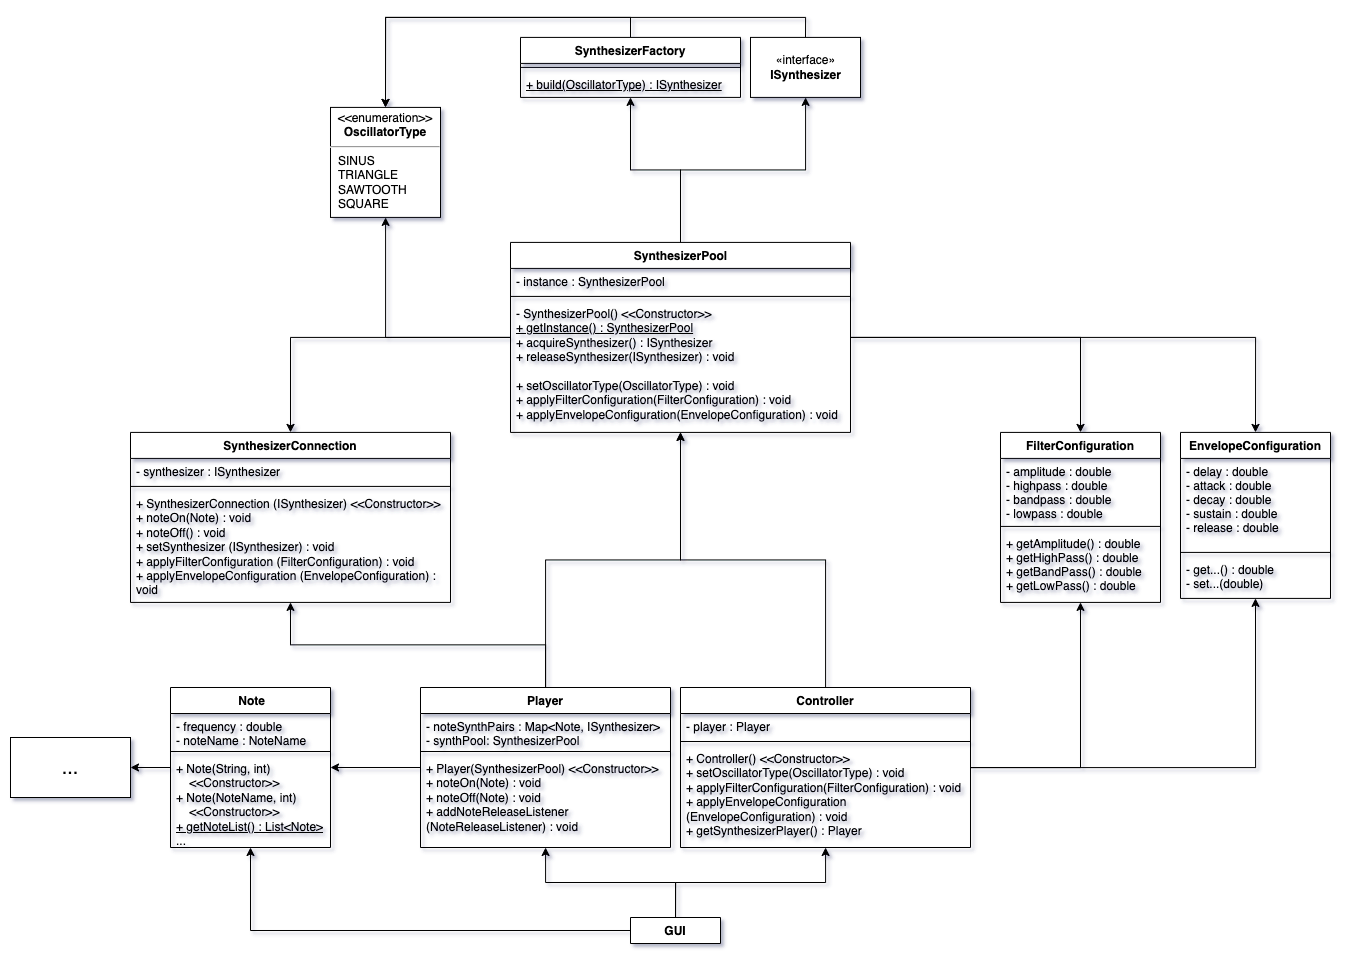 SynthesizerFactory
+ build(OscillatorType) : ISynthesizer
«interface»
ISynthesizer
<<enumeration>>
OscillatorType
SINUS
TRIANGLE
SAWTOOTH
SQUARE
SynthesizerPool
- instance : SynthesizerPool
- SynthesizerPool() <<Constructor>>
+ getInstance() : SynthesizerPool
+ acquireSynthesizer() : ISynthesizer
+ releaseSynthesizer(ISynthesizer) : void
+ setOscillatorType(OscillatorType) : void
+ applyFilterConfiguration(FilterConfiguration) : void
+ applyEnvelopeConfiguration(EnvelopeConfiguration) : void
SynthesizerConnection
- synthesizer : ISynthesizer
+ SynthesizerConnection (ISynthesizer) <<Constructor>>
+ noteOn(Note) : void
+ noteOff() : void
+ setSynthesizer (ISynthesizer) : void
+ applyFilterConfiguration (FilterConfiguration) : void
+ applyEnvelopeConfiguration (EnvelopeConfiguration) :
void
FilterConfiguration
- amplitude : double
- highpass : double
- bandpass : double
- lowpass : double
+ getAmplitude() : double
+ getHighPass() : double
+ getBandPass() : double
+ getLowPass() : double
EnvelopeConfiguration
- delay : double
- attack : double
- decay : double
- sustain : double
- release : double
- get...() : double
- set...(double)
...
Note
- frequency : double
- noteName : NoteName
+ Note(String, int)
<<Constructor>>
+ Note(NoteName, int)
<<Constructor>>
+ getNoteList() : List<Note>
...
Player
- noteSynthPairs : Map<Note, ISynthesizer>
- synthPool: SynthesizerPool
+ Player(SynthesizerPool) <<Constructor>>
+ noteOn(Note) : void
+ noteOff(Note) : void
+ addNoteReleaseListener
(NoteReleaseListener) : void
Controller
- player : Player
+ Controller() <<Constructor>>
+ setOscillatorType(OscillatorType) : void
+ applyFilterConfiguration(FilterConfiguration) : void
+ applyEnvelopeConfiguration
(EnvelopeConfiguration) : void
+ getSynthesizerPlayer() : Player
GUI